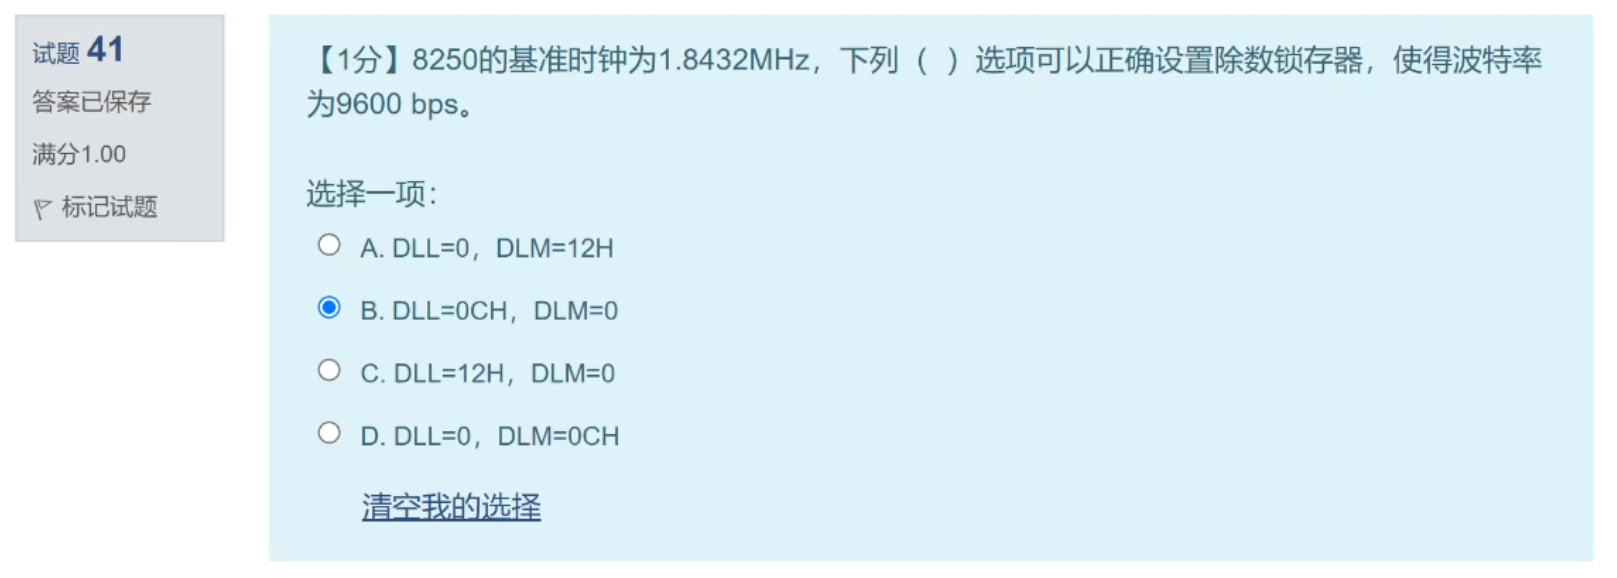 试题 41
答案已保存
满分1.00
标记试题
【1分】8250的基准时钟为1.8432MHz，下列（ ）选项可以正确设置除数锁存器，使得波特率
为9600 bps。
选择一项：
A. DLL=0，DLM=12H
B. DLL=0CH，DLM=0
C. DLL=12H，DLM=0
D. DLL=0，DLM=0CH
清空我的选择